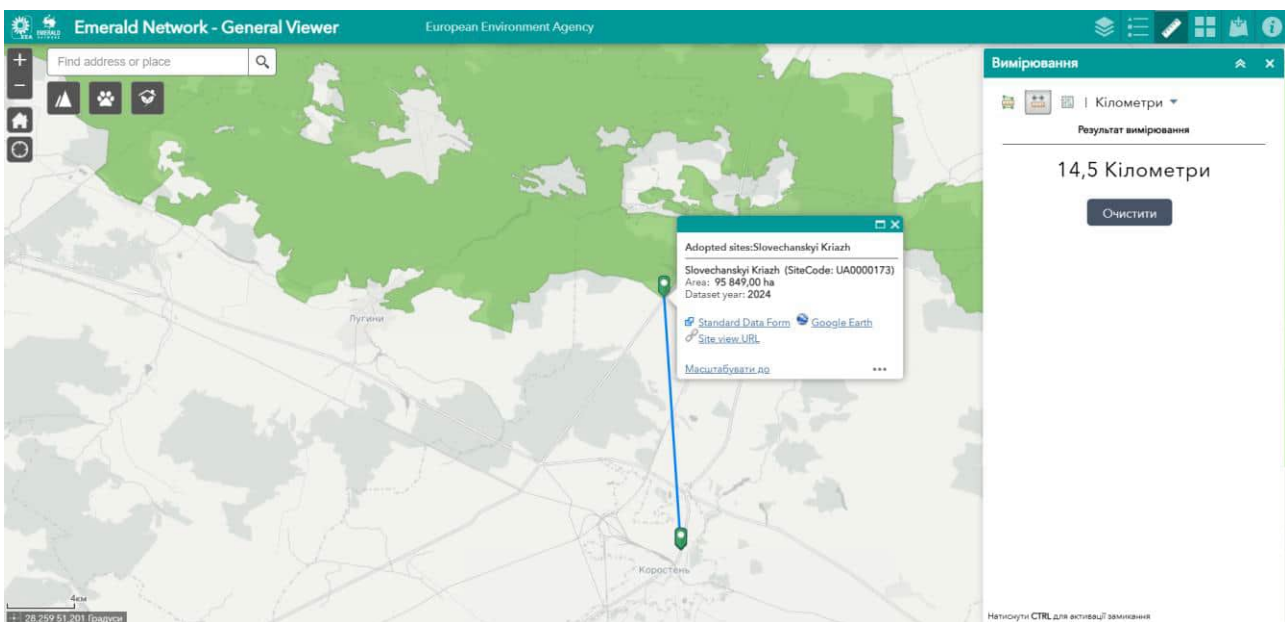 EEA
EMERALD
NETWORK
Emerald Network - General Viewer
European Environment Agency
+
Find address or place
−
Вимірювання
| Кілометри
Результат вимірювання
14,5 Кілометри
Очистити
Adopted sites:Slovechanskyi Kriazh
Slovechanskyi Kriazh (SiteCode: UA0000173)
Area: 95 849,00 ha
Dataset year: 2024
Standard Data Form Google Earth
Site view URL
Масштабувати до
Лугини
Коростень
4км
28.259 51.201 Градуси
Натиснути CTRL для активації замикання